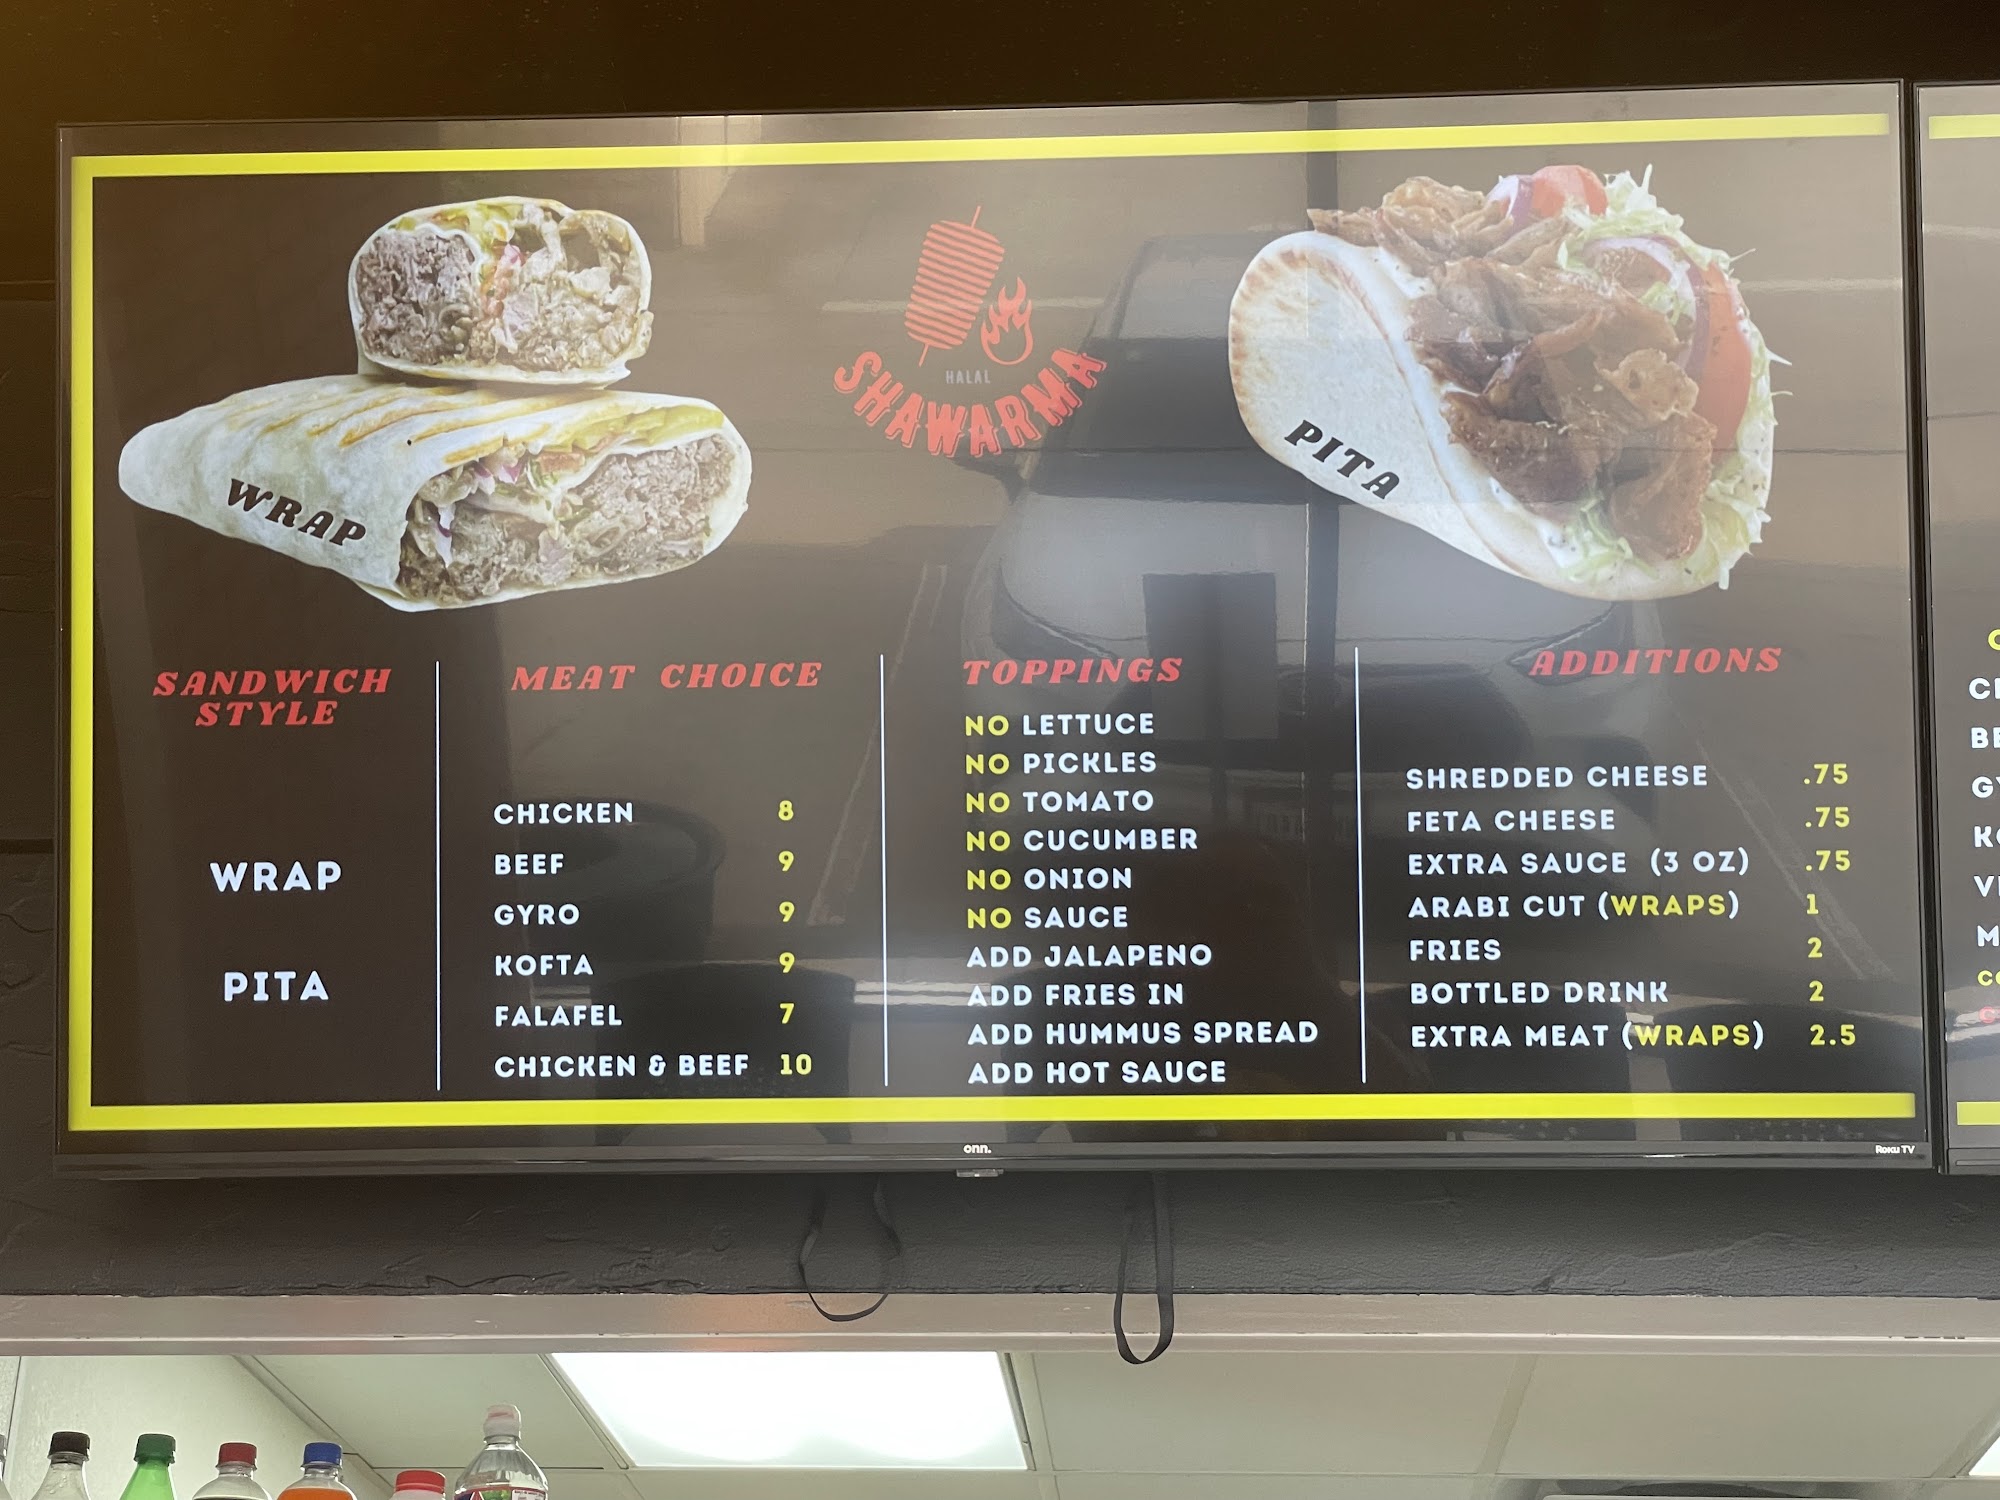 HALAL
SHAWARMA
WRAP
PITA
SANDWICH
STYLE
WRAP
PITA
MEAT CHOICE
CHICKEN 8
BEEF 9
GYRO 9
KOFTA 9
FALAFEL 7
CHICKEN & BEEF 10
TOPPINGS
NO LETTUCE
NO PICKLES
NO TOMATO
NO CUCUMBER
NO ONION
NO SAUCE
ADD JALAPENO
ADD FRIES IN
ADD HUMMUS SPREAD
ADD HOT SAUCE
ADDITIONS
SHREDDED CHEESE .75
FETA CHEESE .75
EXTRA SAUCE (3 OZ) .75
ARABI CUT (WRAPS) 1
FRIES 2
BOTTLED DRINK 2
EXTRA MEAT (WRAPS) 2.5
onn.
Roku TV